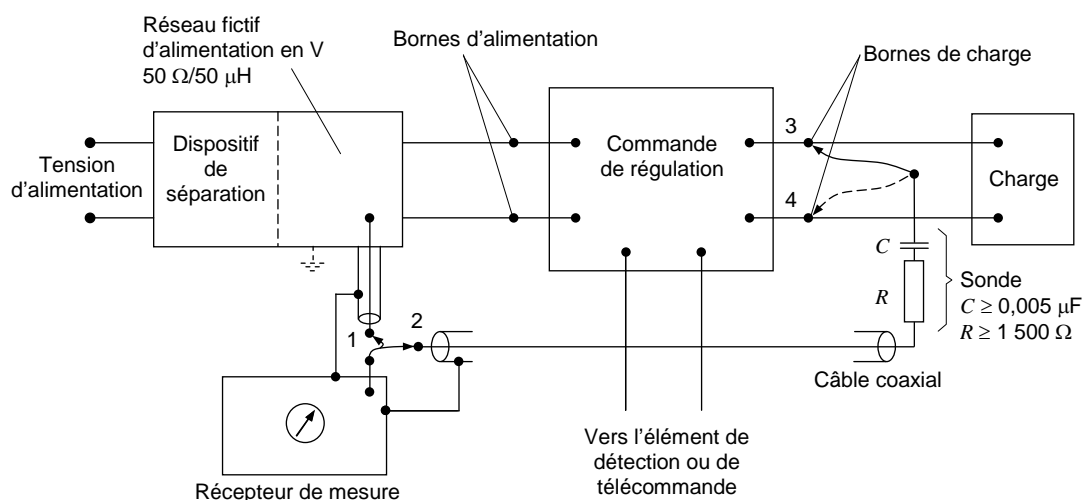 Réseau fictif
d'alimentation en V
50 Ω/50 μH
Bornes d'alimentation
Bornes de charge
Tension
d'alimentation
Dispositif
de
séparation
Commande
de régulation
3
4
Charge
C
R
Sonde
C ≥ 0,005 μF
R ≥ 1 500 Ω
1
2
Câble coaxial
Vers l'élément de
détection ou de
télécommande
Récepteur de mesure